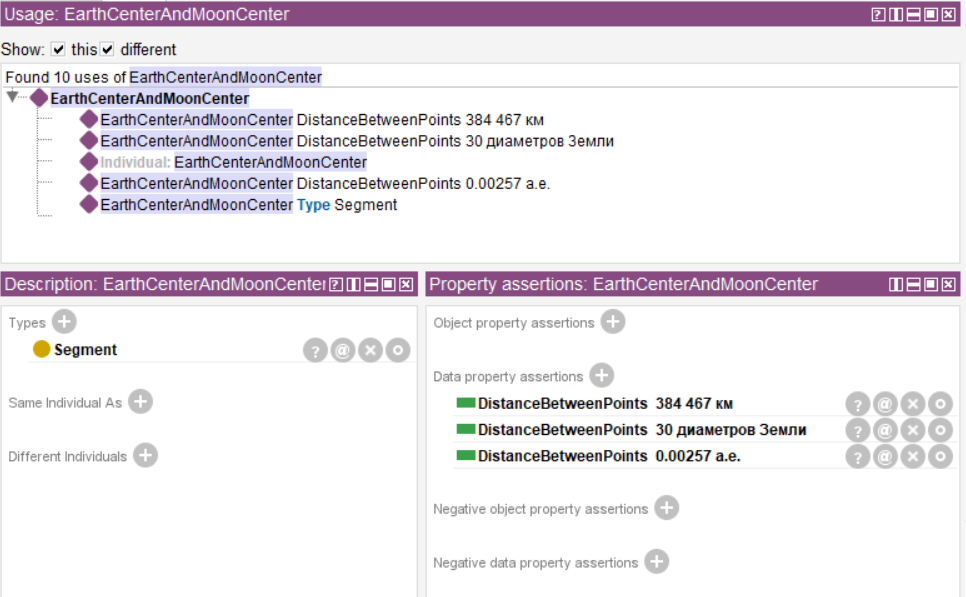 Usage: EarthCenterAndMoonCenter
Show: this different
Found 10 uses of EarthCenterAndMoonCenter
EarthCenterAndMoonCenter
EarthCenterAndMoonCenter DistanceBetweenPoints 384 467 км
EarthCenterAndMoonCenter DistanceBetweenPoints 30 диаметров Земли
Individual: EarthCenterAndMoonCenter
EarthCenterAndMoonCenter DistanceBetweenPoints 0.00257 а.е.
EarthCenterAndMoonCenter Type Segment
Description: EarthCenterAndMoonCenter
Types
Segment
Same Individual As
Different Individuals
Property assertions: EarthCenterAndMoonCenter
Object property assertions
Data property assertions
DistanceBetweenPoints 384 467 км
DistanceBetweenPoints 30 диаметров Земли
DistanceBetweenPoints 0.00257 а.е.
Negative object property assertions
Negative data property assertions